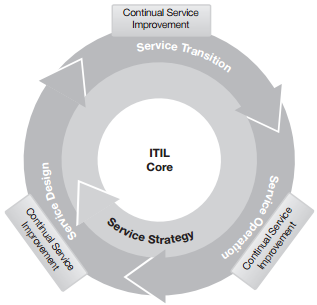 Continual Service
Improvement
Service Transition
Service Design
ITIL
Core
Service Operation
Service Strategy
Continual Service
Improvement
Continual Service
Improvement